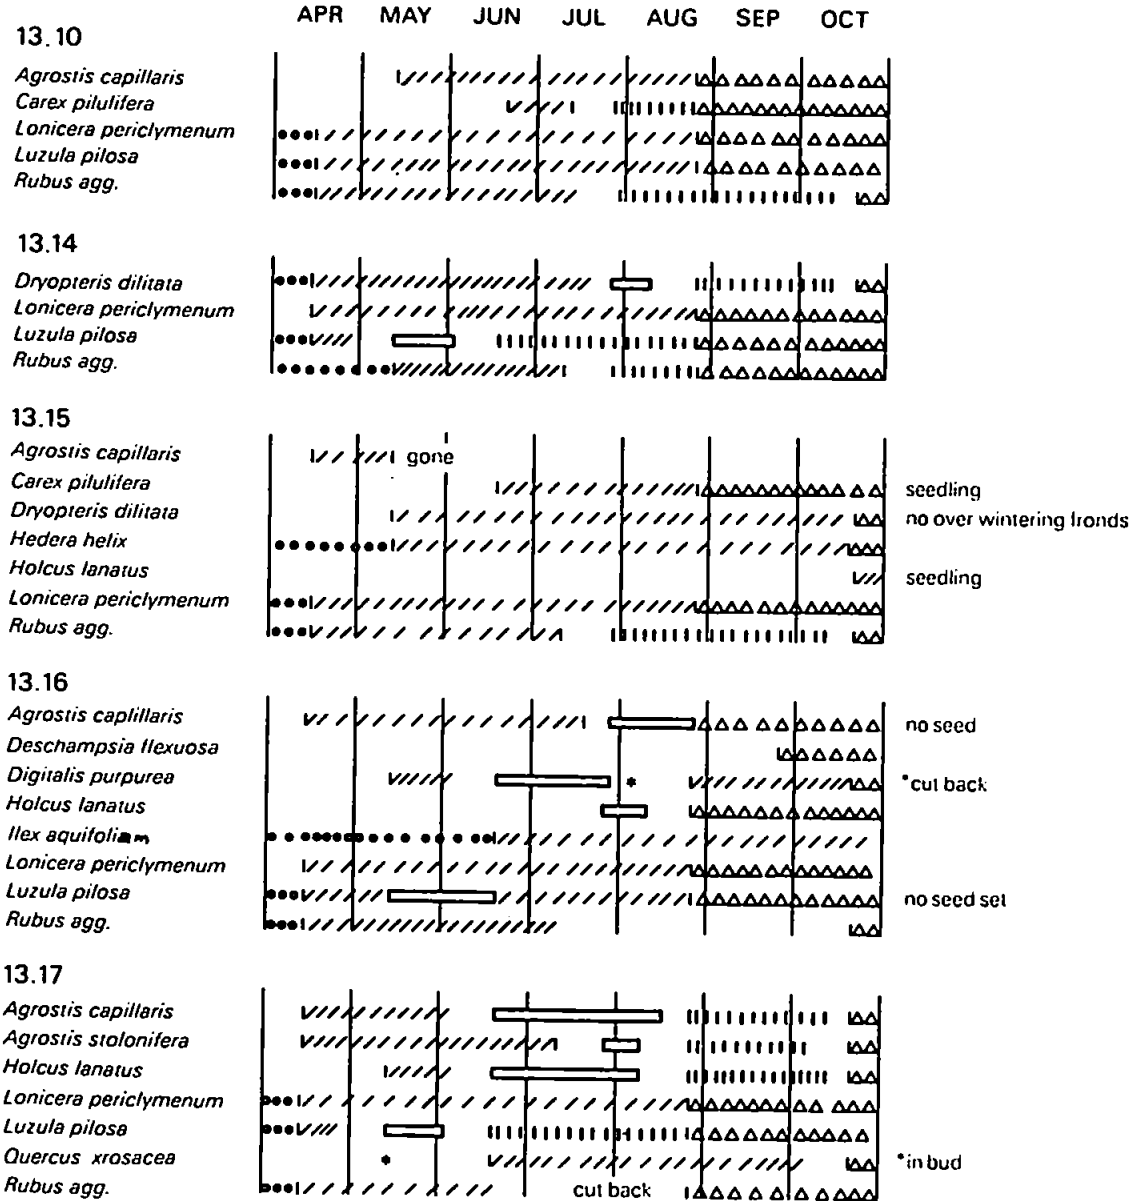 APR MAY JUN JUL AUG SEP OCT
13.10
Agrostis capillaris
Carex pilulifera
Lonicera periclymenum
Luzula pilosa
Rubus agg.
13.14
Dryopteris dilitata
Lonicera periclymenum
Luzula pilosa
Rubus agg.
13.15
Agrostis capillaris gone
Carex pilulifera seedling
Dryopteris dilitata no over wintering fronds
Hedera helix
Holcus lanatus seedling
Lonicera periclymenum
Rubus agg.
13.16
Agrostis caplillaris no seed
Deschampsia flexuosa
Digitalis purpurea * *cut back
Holcus lanatus
Ilex aquifoliam
Lonicera periclymenum
Luzula pilosa no seed set
Rubus agg.
13.17
Agrostis capillaris
Agrostis stolonifera
Holcus lanatus
Lonicera periclymenum
Luzula pilosa
Quercus xrosacea * *in bud
Rubus agg. cut back